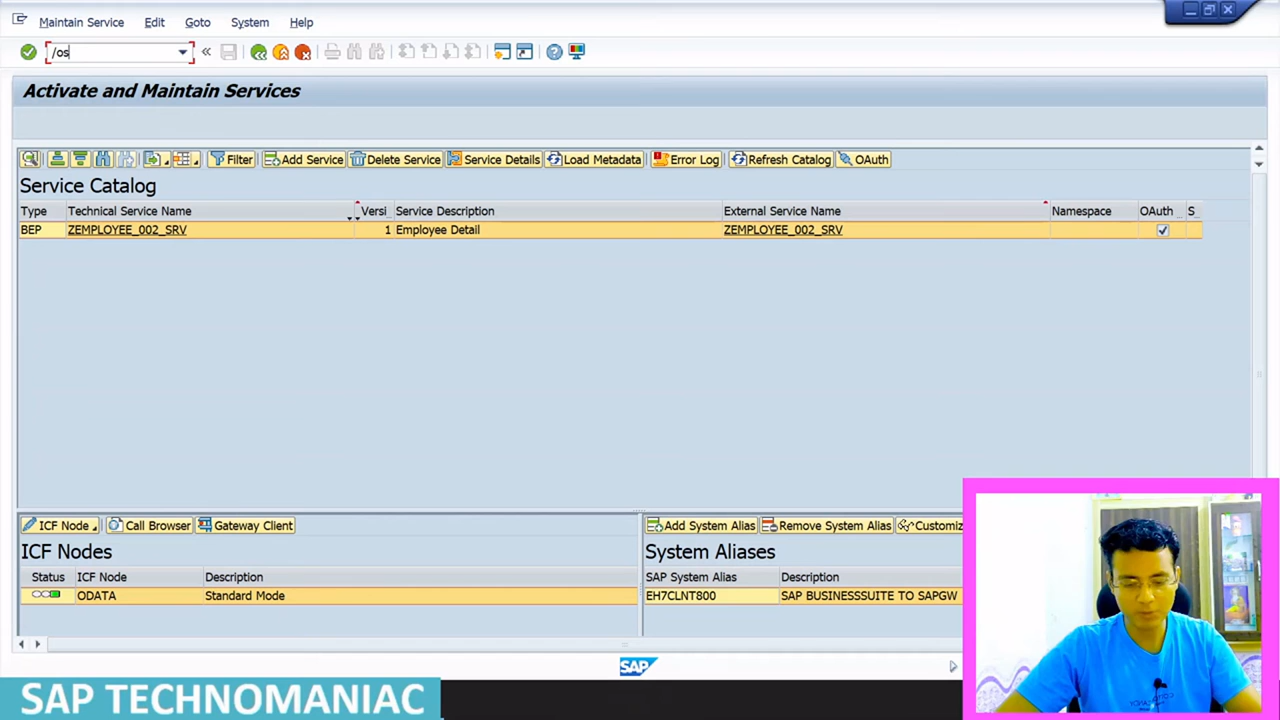 Maintain Service Edit Goto System Help
/os
Activate and Maintain Services
Filter Add Service Delete Service Service Details Load Metadata Error Log Refresh Catalog OAuth
Service Catalog
Type Technical Service Name Versi Service Description External Service Name Namespace OAuth S
BEP ZEMPLOYEE_002_SRV 1 Employee Detail ZEMPLOYEE_002_SRV
ICF Node Call Browser Gateway Client Add System Alias Remove System Alias Customiz
ICF Nodes System Aliases
Status ICF Node Description SAP System Alias Description
ODATA Standard Mode EH7CLNT800 SAP BUSINESSSUITE TO SAPGW
SAP
SAP TECHNOMANIAC